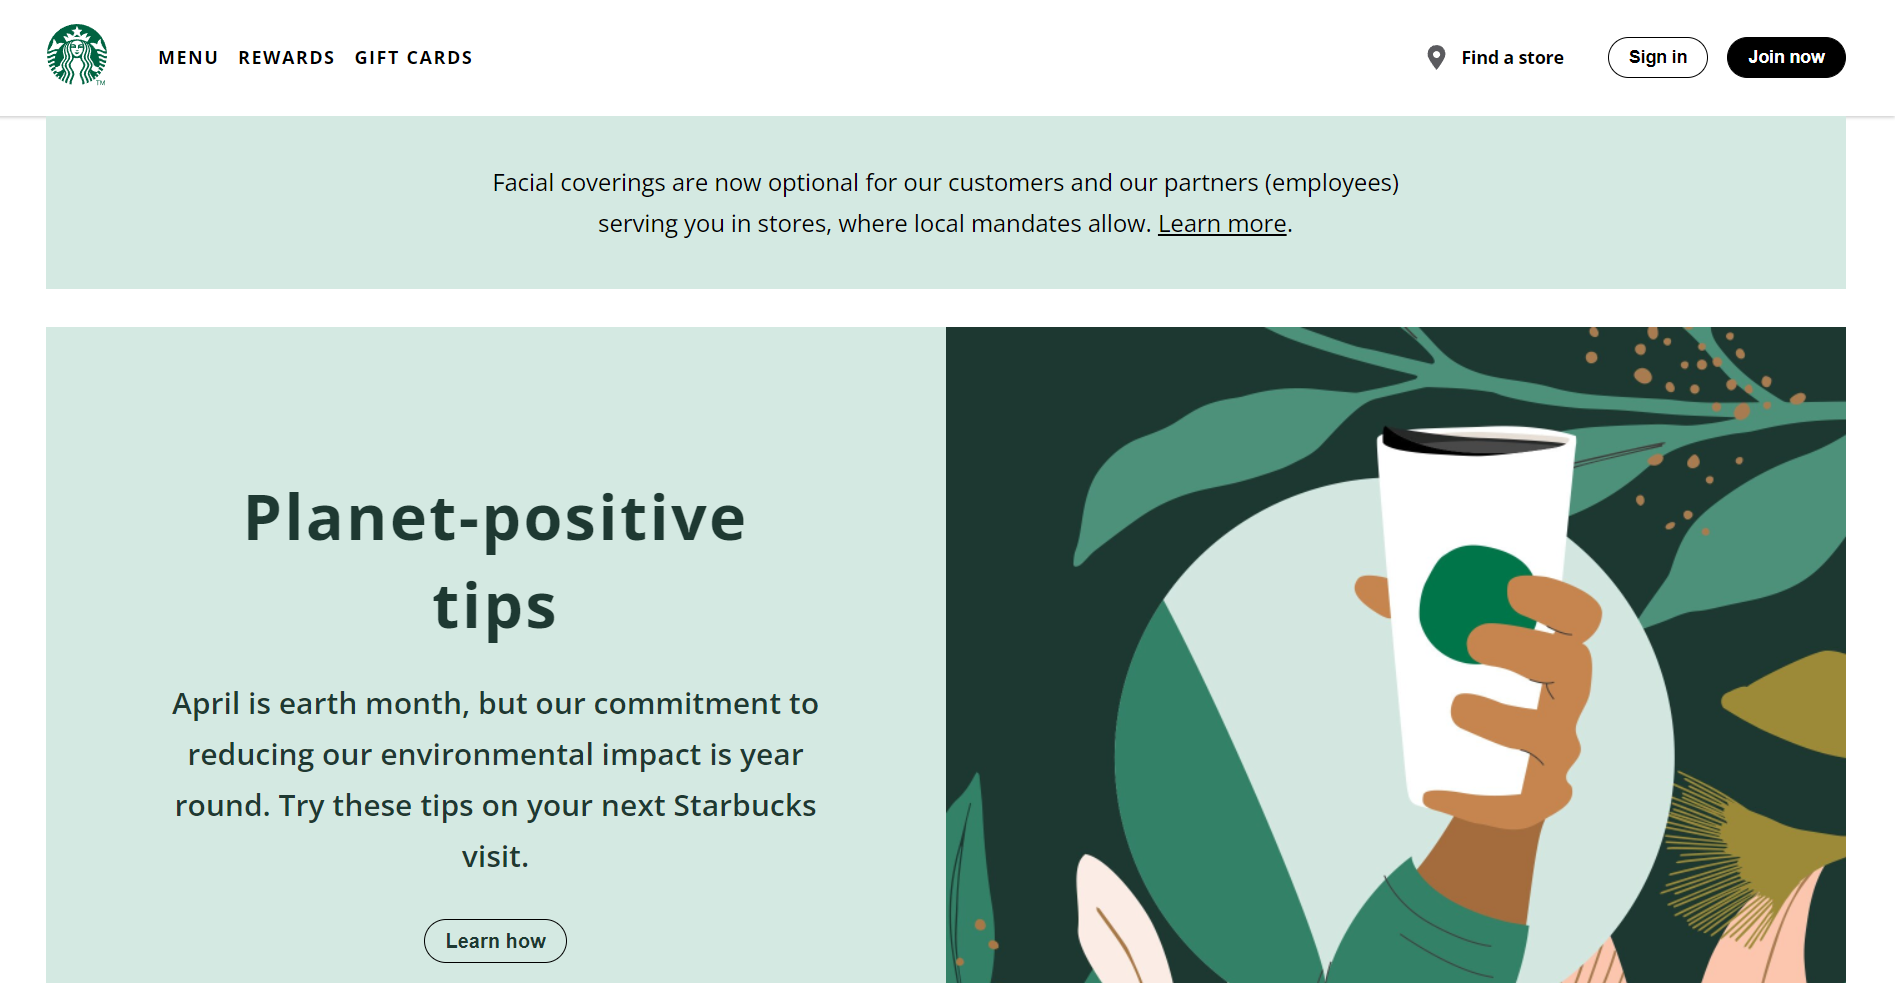 MENU REWARDS GIFT CARDS Find a store Sign in Join now
Facial coverings are now optional for our customers and our partners (employees)
serving you in stores, where local mandates allow. Learn more.
Planet-positive
tips
April is earth month, but our commitment to
reducing our environmental impact is year
round. Try these tips on your next Starbucks
visit.
Learn how
TM